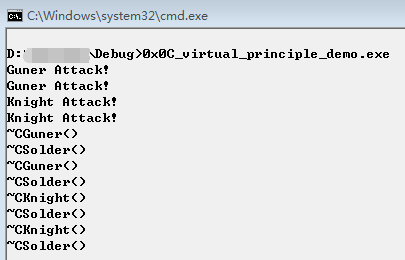 C:\Windows\system32\cmd.exe
D:\Debug>0x0C_virtual_principle_demo.exe
Guner Attack!
Guner Attack!
Knight Attack!
Knight Attack!
~CGuner()
~CSolder()
~CGuner()
~CSolder()
~CKnight()
~CSolder()
~CKnight()
~CSolder()